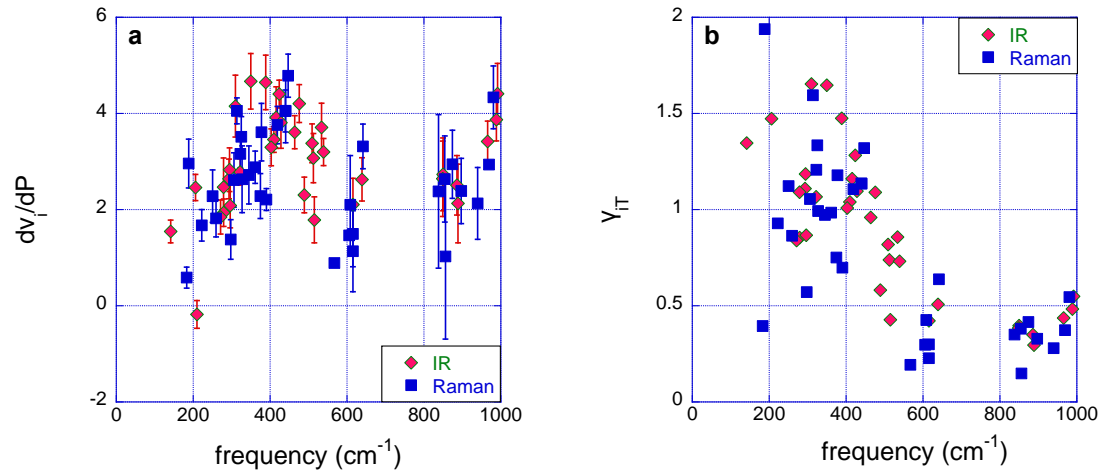 a
6
4
2
0
-2
dν_i/dP
0 200 400 600 800 1000
frequency (cm⁻¹)
IR
Raman
b
2
1.5
1
0.5
0
γ_iT
0 200 400 600 800 1000
frequency (cm⁻¹)
IR
Raman